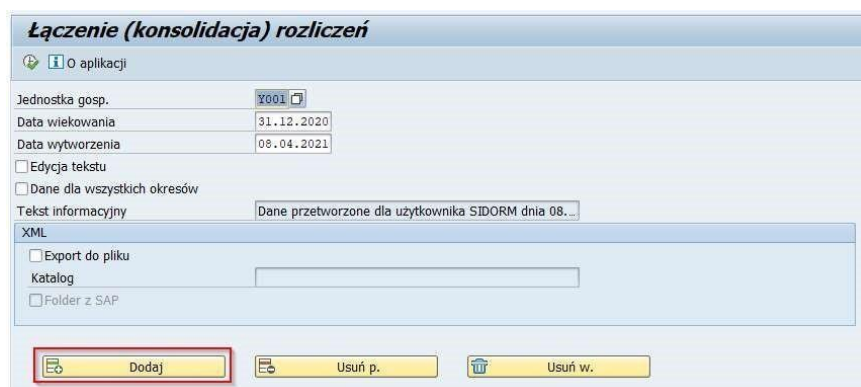 Łączenie (konsolidacja) rozliczeń
O aplikacji
Jednostka gosp. Y001
Data wiekowania 31.12.2020
Data wytworzenia 08.04.2021
Edycja tekstu
Dane dla wszystkich okresów
Tekst informacyjny Dane przetworzone dla użytkownika SIDORM dnia 08...
XML
Export do pliku
Katalog
Folder z SAP
Dodaj Usuń p. Usuń w.